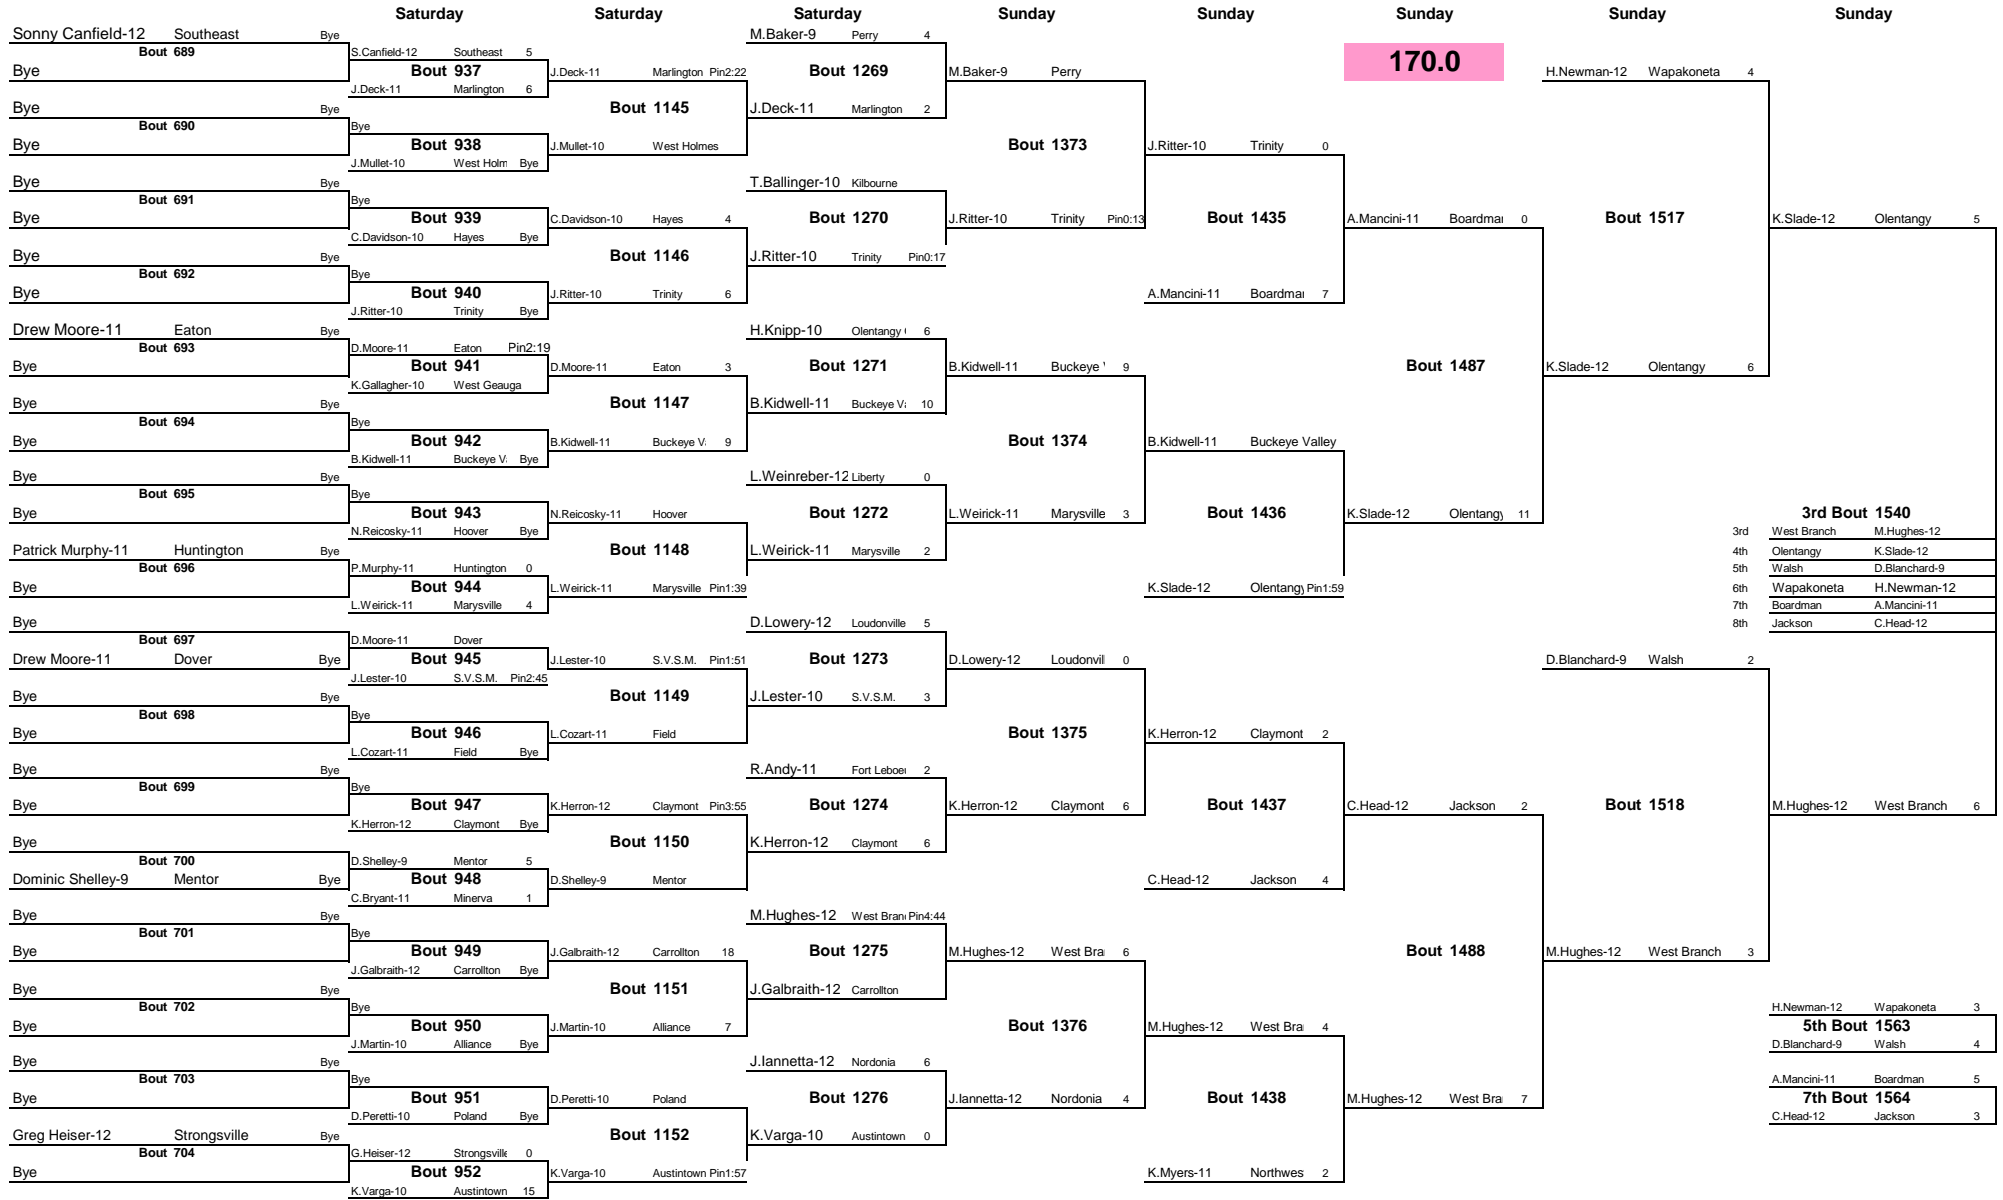 Saturday Saturday Saturday Sunday Sunday Sunday Sunday Sunday
170.0
Sonny Canfield-12 Southeast Bye
Bout 689
Bye
Bye Bye
Bout 690
Bye
Bye Bye
Bout 691
Bye
Bye Bye
Bout 692
Bye
Drew Moore-11 Eaton Bye
Bout 693
Bye
Bye Bye
Bout 694
Bye
Bye Bye
Bout 695
Bye
Patrick Murphy-11 Huntington Bye
Bout 696
Bye
Bye
Bout 697
Drew Moore-11 Dover Bye
Bye Bye
Bout 698
Bye
Bye Bye
Bout 699
Bye
Bye
Bout 700
Dominic Shelley-9 Mentor Bye
Bye Bye
Bout 701
Bye
Bye Bye
Bout 702
Bye
Bye Bye
Bout 703
Bye
Greg Heiser-12 Strongsville Bye
Bout 704
Bye
S.Canfield-12 Southeast 5
Bout 937
J.Deck-11 Marlington 6
Bye
Bout 938
J.Mullet-10 West Holm Bye
Bye
Bout 939
C.Davidson-10 Hayes Bye
Bye
Bout 940
J.Ritter-10 Trinity Bye
D.Moore-11 Eaton Pin2:19
Bout 941
K.Gallagher-10 West Geauga
Bye
Bout 942
B.Kidwell-11 Buckeye V Bye
Bye
Bout 943
N.Reicosky-11 Hoover Bye
P.Murphy-11 Huntington 0
Bout 944
L.Weirick-11 Marysville 4
D.Moore-11 Dover
Bout 945
J.Lester-10 S.V.S.M. Pin2:45
Bye
Bout 946
L.Cozart-11 Field Bye
Bye
Bout 947
K.Herron-12 Claymont Bye
D.Shelley-9 Mentor 5
Bout 948
C.Bryant-11 Minerva 1
Bye
Bout 949
J.Galbraith-12 Carrollton Bye
Bye
Bout 950
J.Martin-10 Alliance Bye
Bye
Bout 951
D.Peretti-10 Poland Bye
G.Heiser-12 Strongsville 0
Bout 952
K.Varga-10 Austintown 15
J.Deck-11 Marlington Pin2:22
Bout 1145
J.Mullet-10 West Holmes
C.Davidson-10 Hayes 4
Bout 1146
J.Ritter-10 Trinity 6
D.Moore-11 Eaton 3
Bout 1147
B.Kidwell-11 Buckeye V 9
N.Reicosky-11 Hoover
Bout 1148
L.Weirick-11 Marysville Pin1:39
J.Lester-10 S.V.S.M. Pin1:51
Bout 1149
L.Cozart-11 Field
K.Herron-12 Claymont Pin3:55
Bout 1150
D.Shelley-9 Mentor
J.Galbraith-12 Carrollton 18
Bout 1151
J.Martin-10 Alliance 7
D.Peretti-10 Poland
Bout 1152
K.Varga-10 Austintown Pin1:57
M.Baker-9 Perry 4
Bout 1269
J.Deck-11 Marlington 2
T.Ballinger-10 Kilbourne
Bout 1270
J.Ritter-10 Trinity Pin0:17
H.Knipp-10 Olentangy 6
Bout 1271
B.Kidwell-11 Buckeye Va 10
L.Weinreber-12 Liberty 0
Bout 1272
L.Weirick-11 Marysville 2
D.Lowery-12 Loudonville 5
Bout 1273
J.Lester-10 S.V.S.M. 3
R.Andy-11 Fort Leboeu 2
Bout 1274
K.Herron-12 Claymont 6
M.Hughes-12 West Bran Pin4:44
Bout 1275
J.Galbraith-12 Carrollton
J.Iannetta-12 Nordonia 6
Bout 1276
K.Varga-10 Austintown 0
M.Baker-9 Perry
Bout 1373
J.Ritter-10 Trinity Pin0:13
B.Kidwell-11 Buckeye 9
Bout 1374
L.Weirick-11 Marysville 3
D.Lowery-12 Loudonvil 0
Bout 1375
K.Herron-12 Claymont 6
M.Hughes-12 West Bra 6
Bout 1376
J.Iannetta-12 Nordonia 4
J.Ritter-10 Trinity 0
Bout 1435
A.Mancini-11 Boardma 7
B.Kidwell-11 Buckeye Valley
Bout 1436
K.Slade-12 Olentangy Pin1:59
K.Herron-12 Claymont 2
Bout 1437
C.Head-12 Jackson 4
M.Hughes-12 West Bra 4
Bout 1438
K.Myers-11 Northwes 2
A.Mancini-11 Boardma 0
Bout 1487
K.Slade-12 Olentangy 11
C.Head-12 Jackson 2
Bout 1488
M.Hughes-12 West Bra 7
H.Newman-12 Wapakoneta 4
Bout 1517
K.Slade-12 Olentangy 6
D.Blanchard-9 Walsh 2
Bout 1518
M.Hughes-12 West Branch 3
K.Slade-12 Olentangy 5
3rd Bout 1540
3rd West Branch M.Hughes-12
4th Olentangy K.Slade-12
5th Walsh D.Blanchard-9
6th Wapakoneta H.Newman-12
7th Boardman A.Mancini-11
8th Jackson C.Head-12
M.Hughes-12 West Branch 6
H.Newman-12 Wapakoneta 3
5th Bout 1563
D.Blanchard-9 Walsh 4
A.Mancini-11 Boardman 5
7th Bout 1564
C.Head-12 Jackson 3